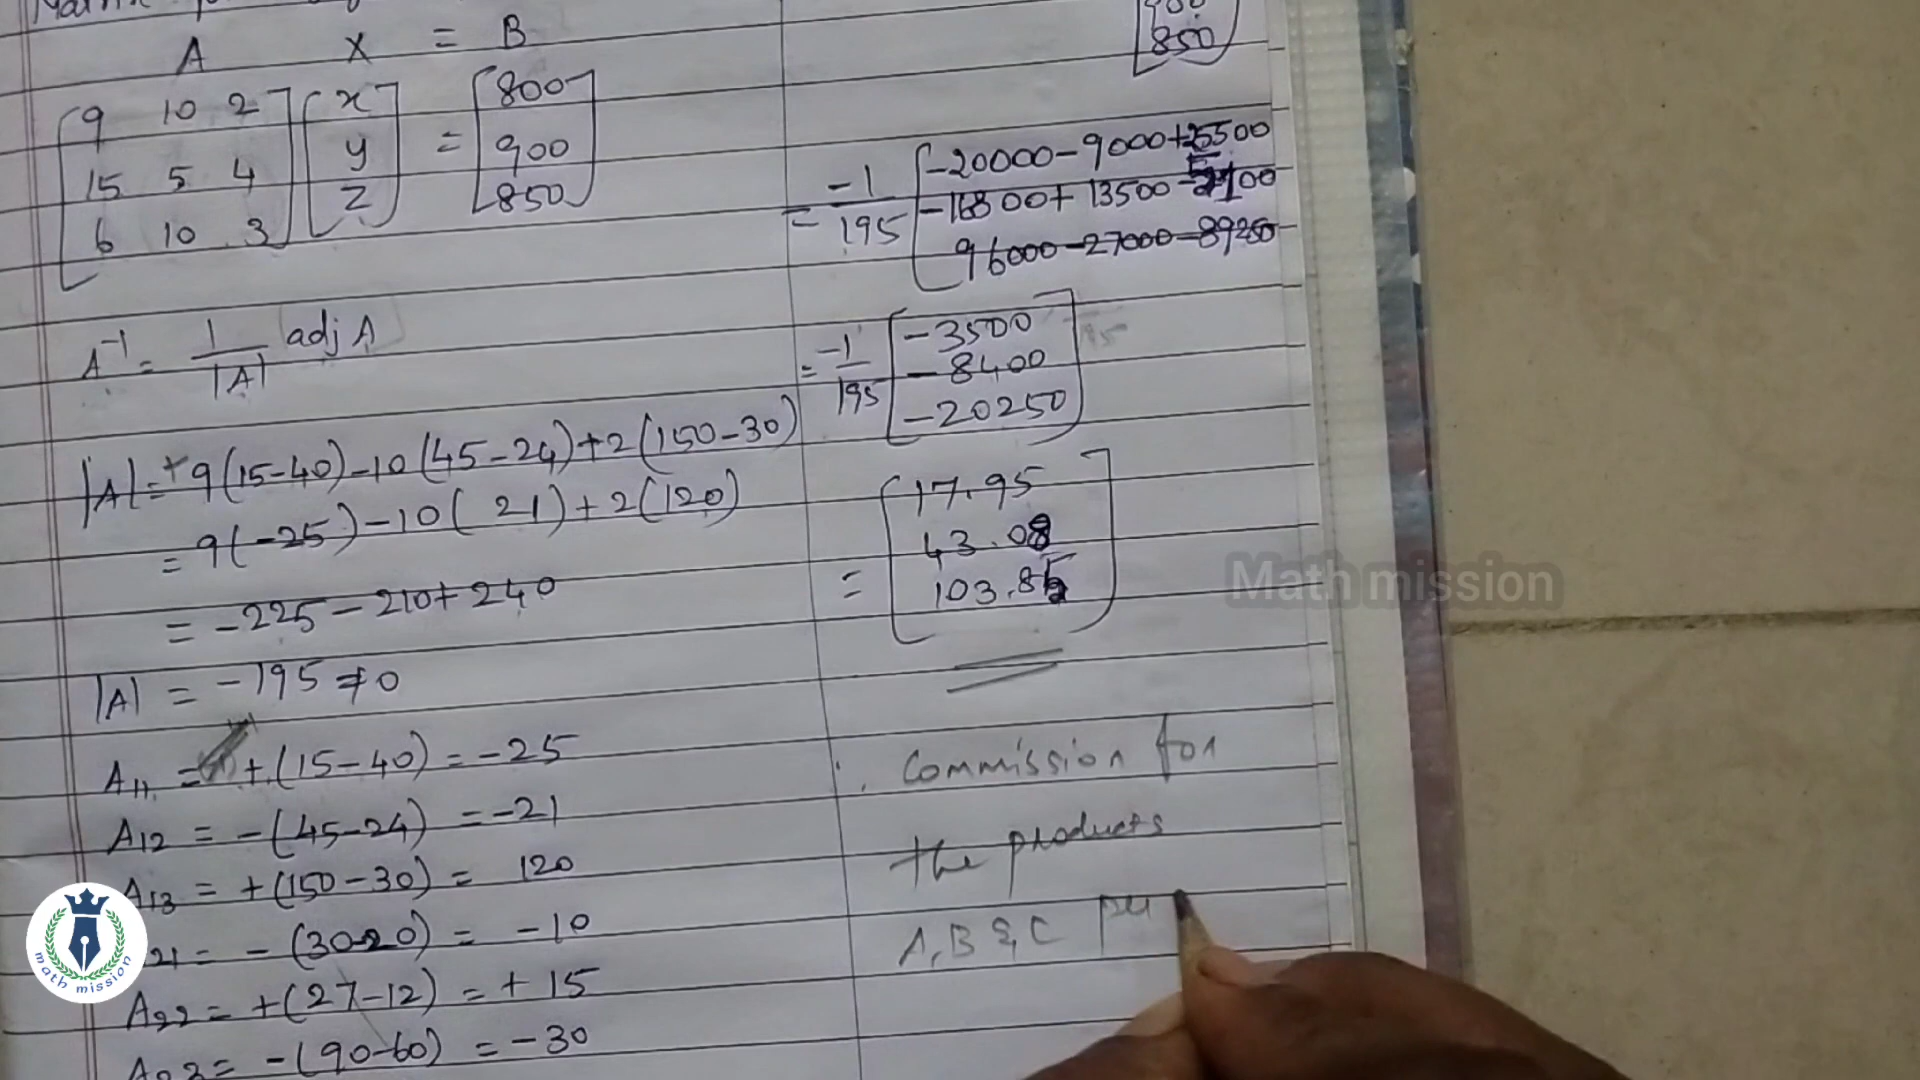 A X = B
[9 10 2] [x] = [800]
[15 5 4] [y] [900]
[6 10 3] [z] [850]
A⁻¹ = 1/|A| adj A
|A| = +9(15-40)-10(45-24)+2(150-30)
= 9(-25)-10( 21)+2(120)
= -225-210+240
|A| = -195≠0
A11 = +(15-40) = -25
A12 = -(45-24) = -21
A13 = +(150-30) = 120
21 = -(30-20) = -10
A22 = +(27-12) = +15
= -(90-60) = -30
850
= -1/195 [-20000-9000+25500
-16800+13500-5100
96000-27000-89250
= -1/195 [-3500]
[-8400]
[-20250]
= [17.95]
[43.08]
[103.85]
Commission for
the products
A, B & C
Math mission
math mission